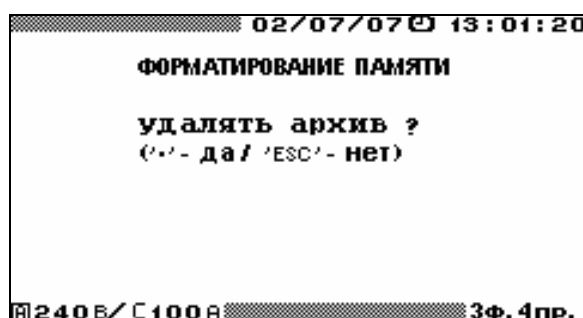 02/07/07 13:01:20
ФОРМАТИРОВАНИЕ ПАМЯТИ
удалять архив ?
('•'- да/ 'ESC'- нет)
A 240В/ C 100А 3ф.4пр.